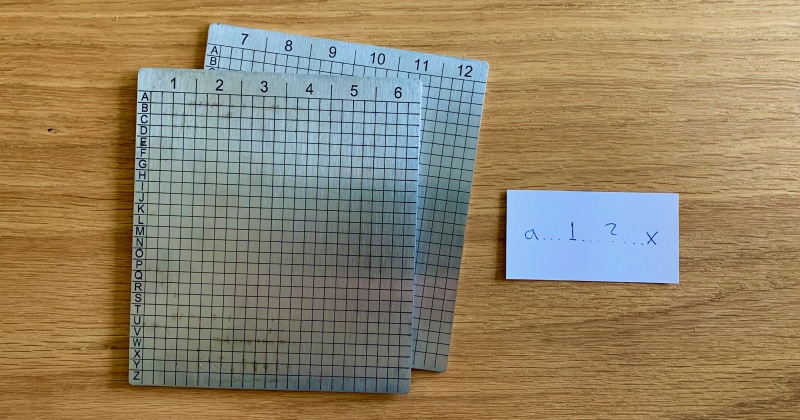 7 8 9 10 11 12
A
B
1 2 3 4 5 6
A
B
C
D
E
F
G
H
I
J
K
L
M
N
O
P
Q
R
S
T
U
V
W
X
Y
Z
a...1...?...x